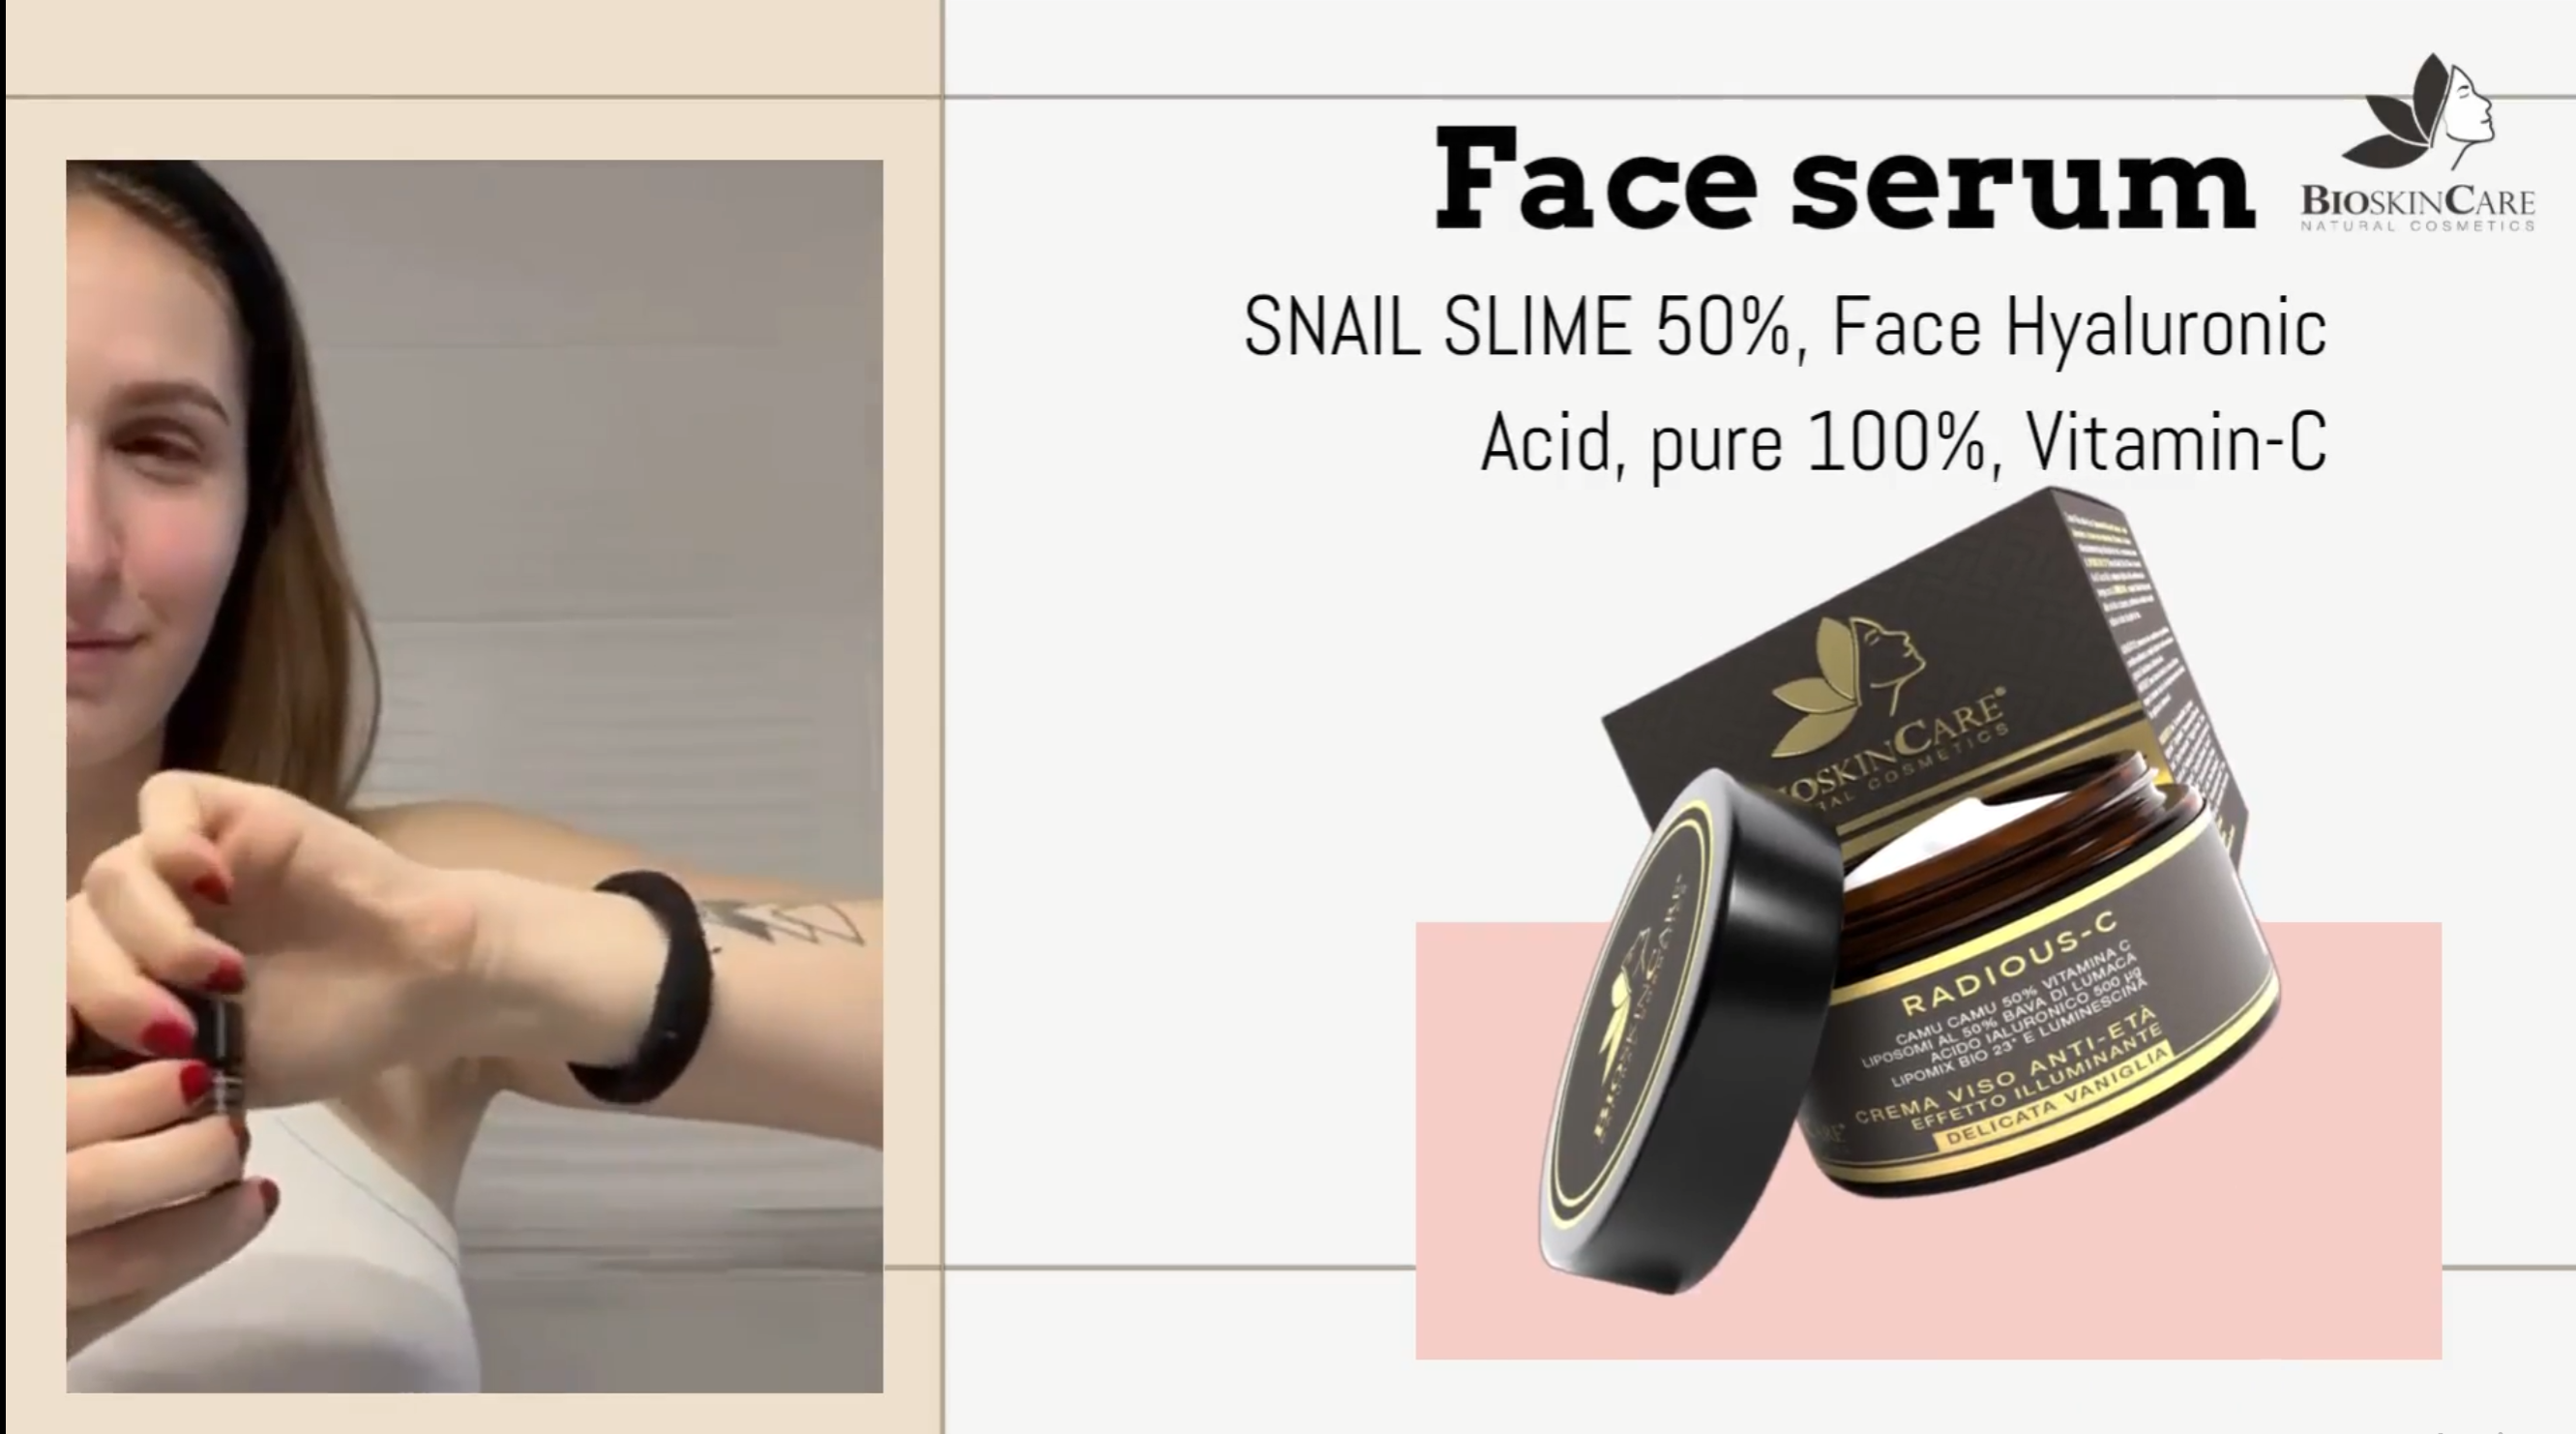 Face serum
BIOSKINCARE
NATURAL COSMETICS
SNAIL SLIME 50%, Face Hyaluronic
Acid, pure 100%, Vitamin-C
IOSKINCARE®
COSMETICS
RADIOUS-C
CAMU CAMU 50% VITAMINA C
LIPOSOMI AL 50% BAVA DI LUMACA
ACIDO IALURONICO 500 µg
LIPOMIX BIO 23* E LUMINESCINA
CREMA VISO ANTI-ETÀ
EFFETTO ILLUMINANTE
DELICATA VANIGLIA